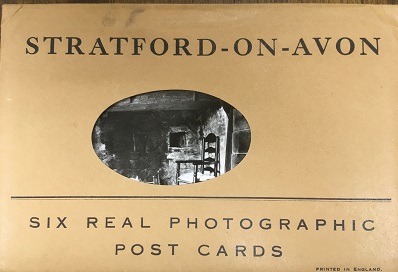 STRATFORD-ON-AVON
SIX REAL PHOTOGRAPHIC
POST CARDS
PRINTED IN ENGLAND.